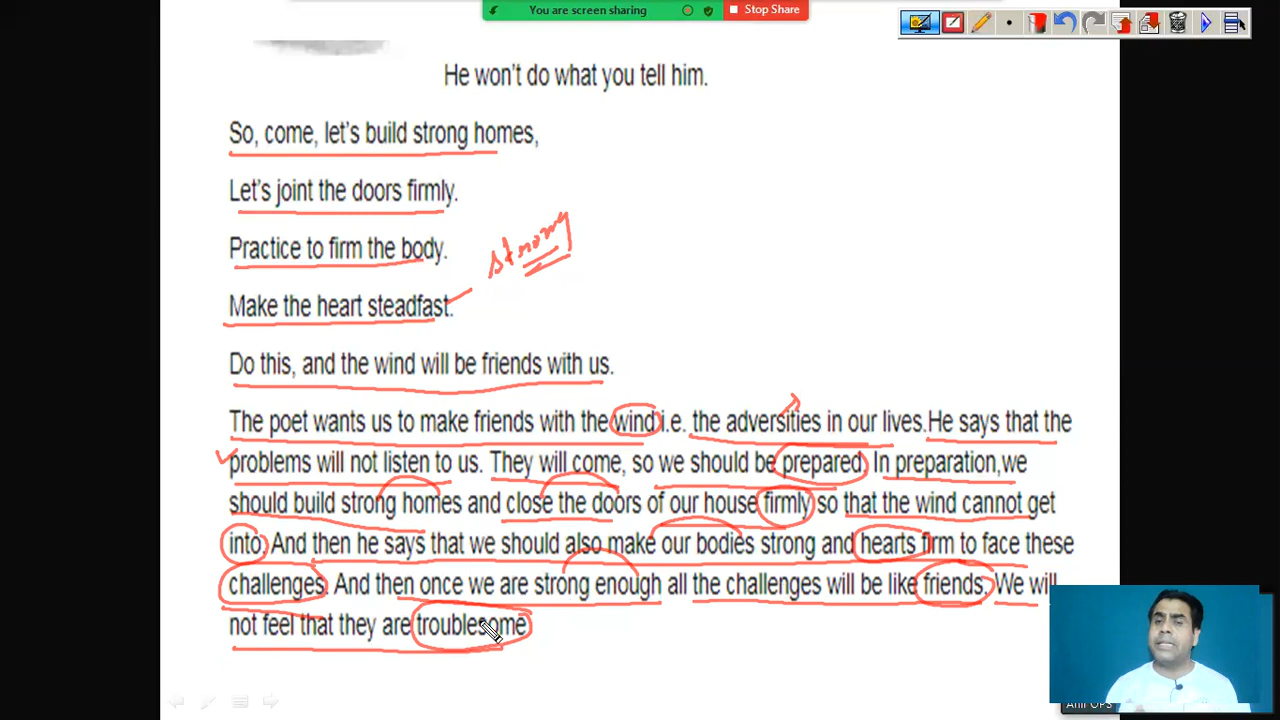 You are screen sharing
Stop Share
He won't do what you tell him.
So, come, let's build strong homes,
Let's joint the doors firmly.
Practice to firm the body.
strong
Make the heart steadfast.
Do this, and the wind will be friends with us.
The poet wants us to make friends with the wind i.e. the adversities in our lives.He says that the
problems will not listen to us. They will come, so we should be prepared. In preparation,we
should build strong homes and close the doors of our house firmly so that the wind cannot get
into. And then he says that we should also make our bodies strong and hearts firm to face these
challenges. And then once we are strong enough all the challenges will be like friends. We will
not feel that they are troublesome
Anil OPS